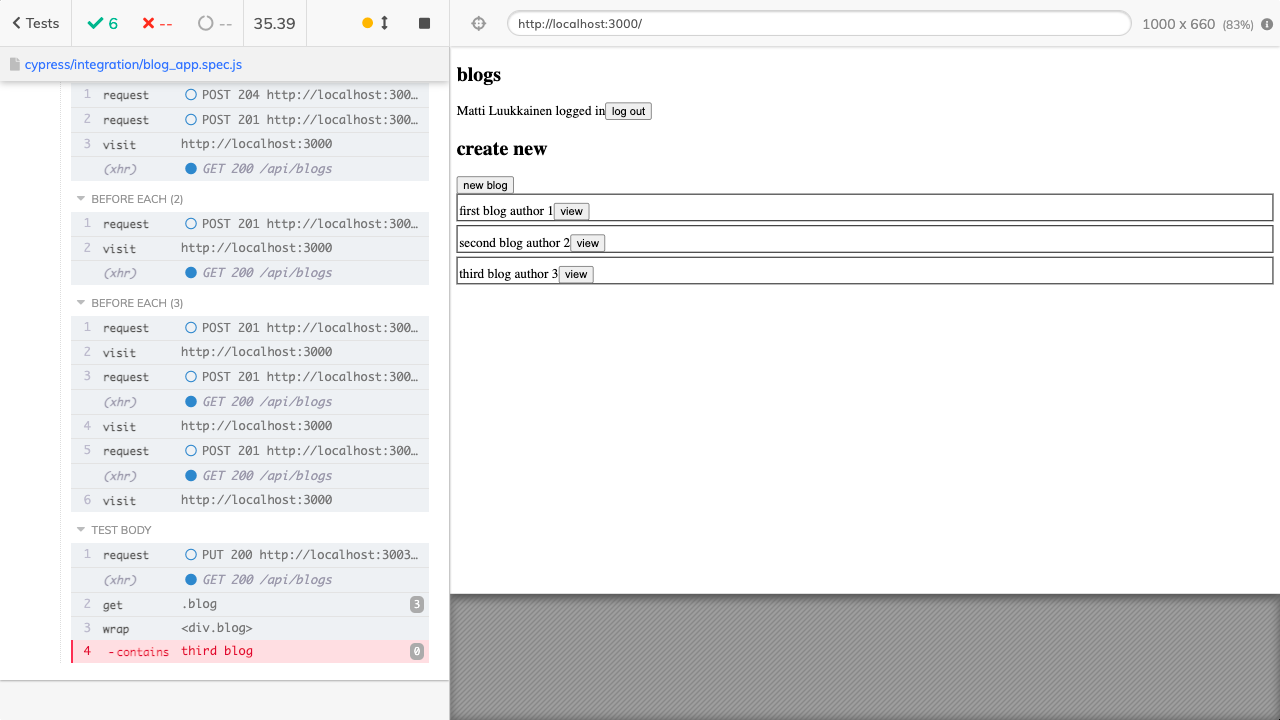 Tests
6
--
--
35.39
http://localhost:3000/
1000 x 660 (83%)
cypress/integration/blog_app.spec.js
1 request POST 204 http://localhost:300…
2 request POST 201 http://localhost:300…
3 visit http://localhost:3000
(xhr) GET 200 /api/blogs
BEFORE EACH (2)
1 request POST 201 http://localhost:300…
2 visit http://localhost:3000
(xhr) GET 200 /api/blogs
BEFORE EACH (3)
1 request POST 201 http://localhost:300…
2 visit http://localhost:3000
3 request POST 201 http://localhost:300…
(xhr) GET 200 /api/blogs
4 visit http://localhost:3000
5 request POST 201 http://localhost:300…
(xhr) GET 200 /api/blogs
6 visit http://localhost:3000
TEST BODY
1 request PUT 200 http://localhost:3003…
(xhr) GET 200 /api/blogs
2 get .blog 3
3 wrap <div.blog>
4 -contains third blog 0
blogs
Matti Luukkainen logged in log out
create new
new blog
first blog author 1 view
second blog author 2 view
third blog author 3 view